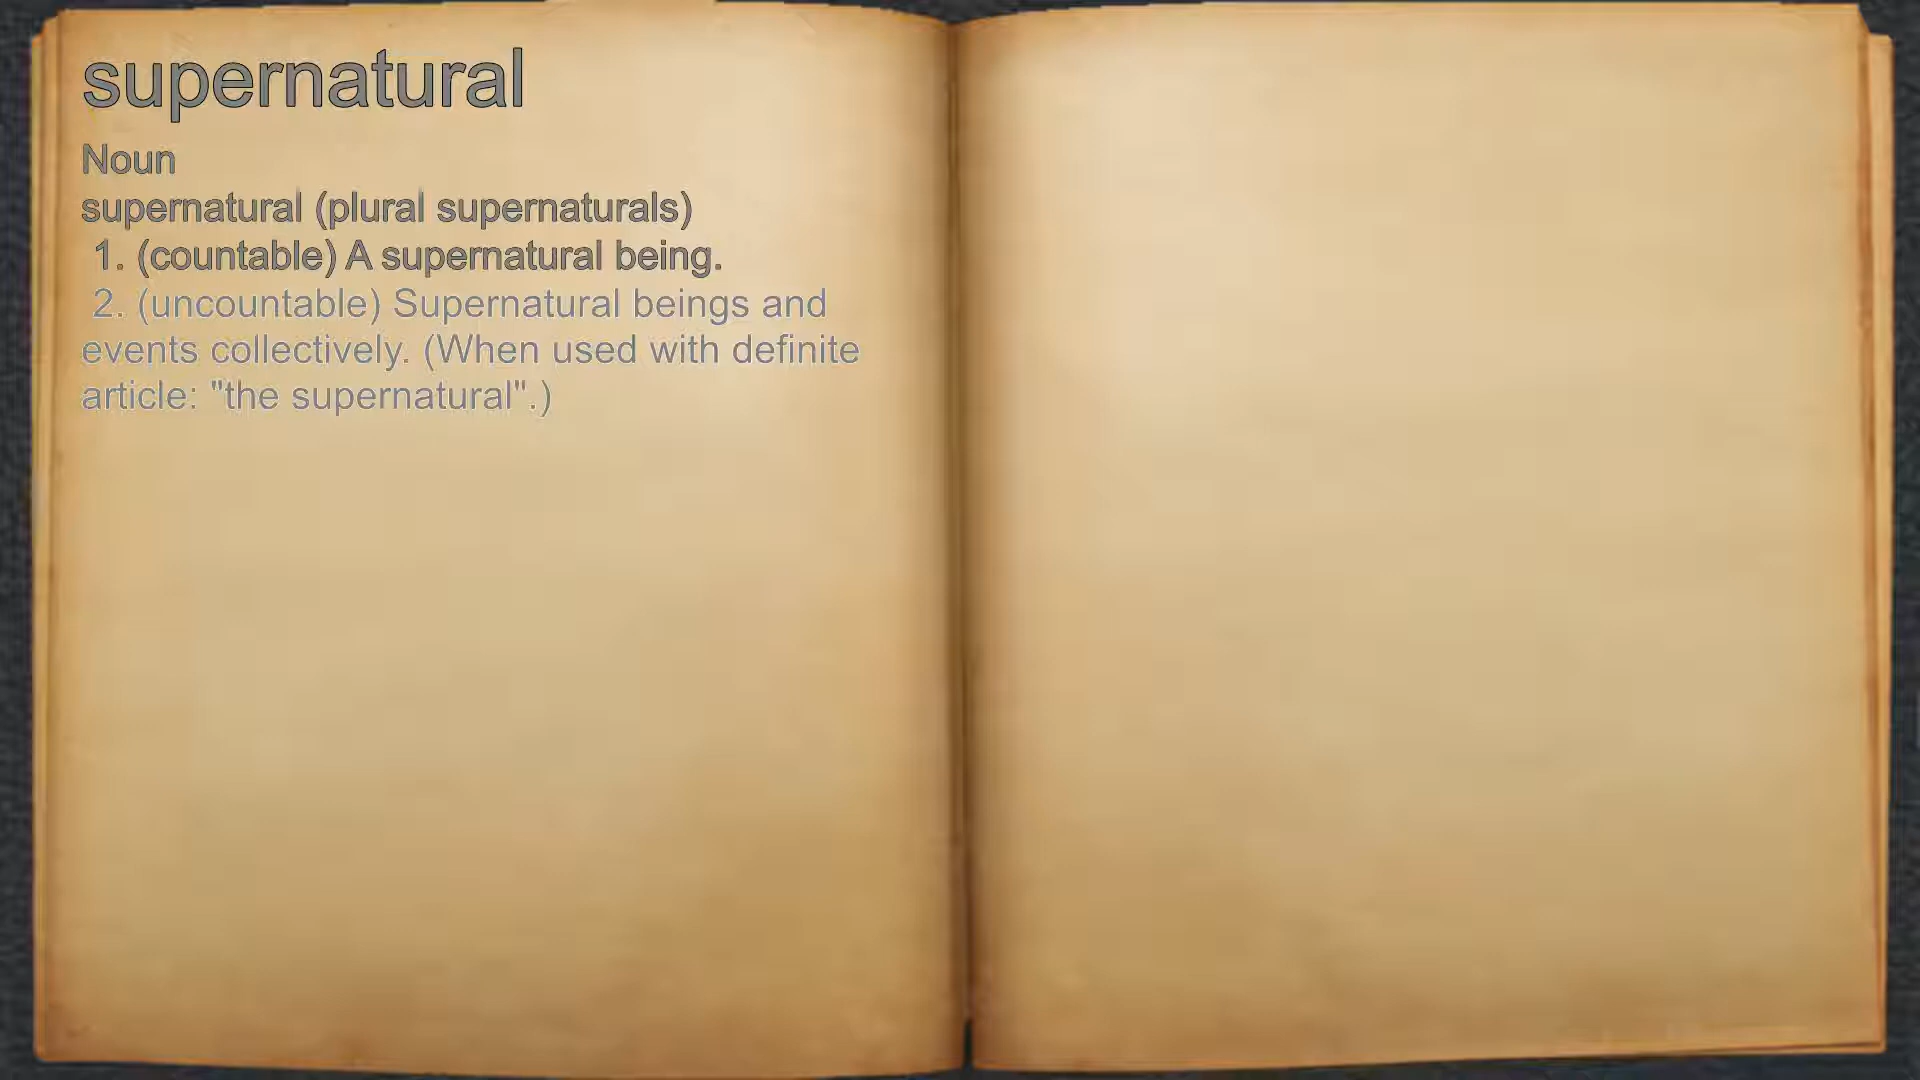 supernatural
Noun
supernatural (plural supernaturals)
1. (countable) A supernatural being.
2. (uncountable) Supernatural beings and
events collectively. (When used with definite
article: "the supernatural".)